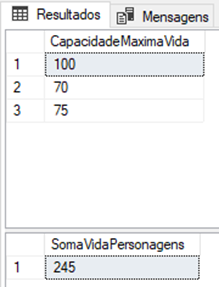 Resultados Mensagens
CapacidadeMaximaVida
1 100
2 70
3 75
SomaVidaPersonagens
1 245